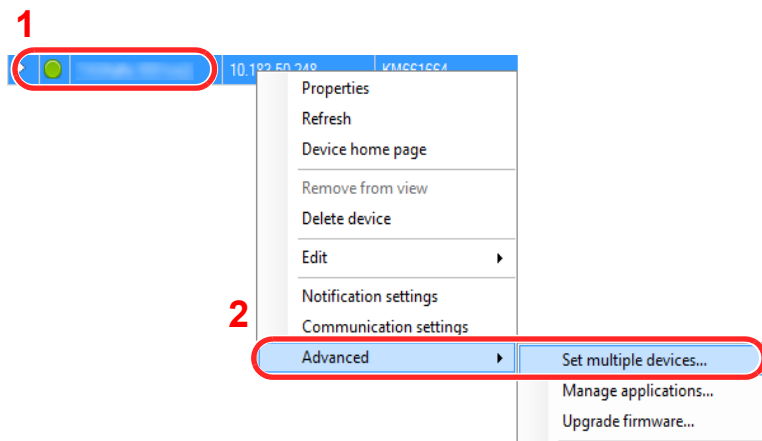 1
10.183.50.248 KM661664
Properties
Refresh
Device home page
Remove from view
Delete device
Edit
Notification settings
2
Communication settings
Advanced
Set multiple devices...
Manage applications...
Upgrade firmware...